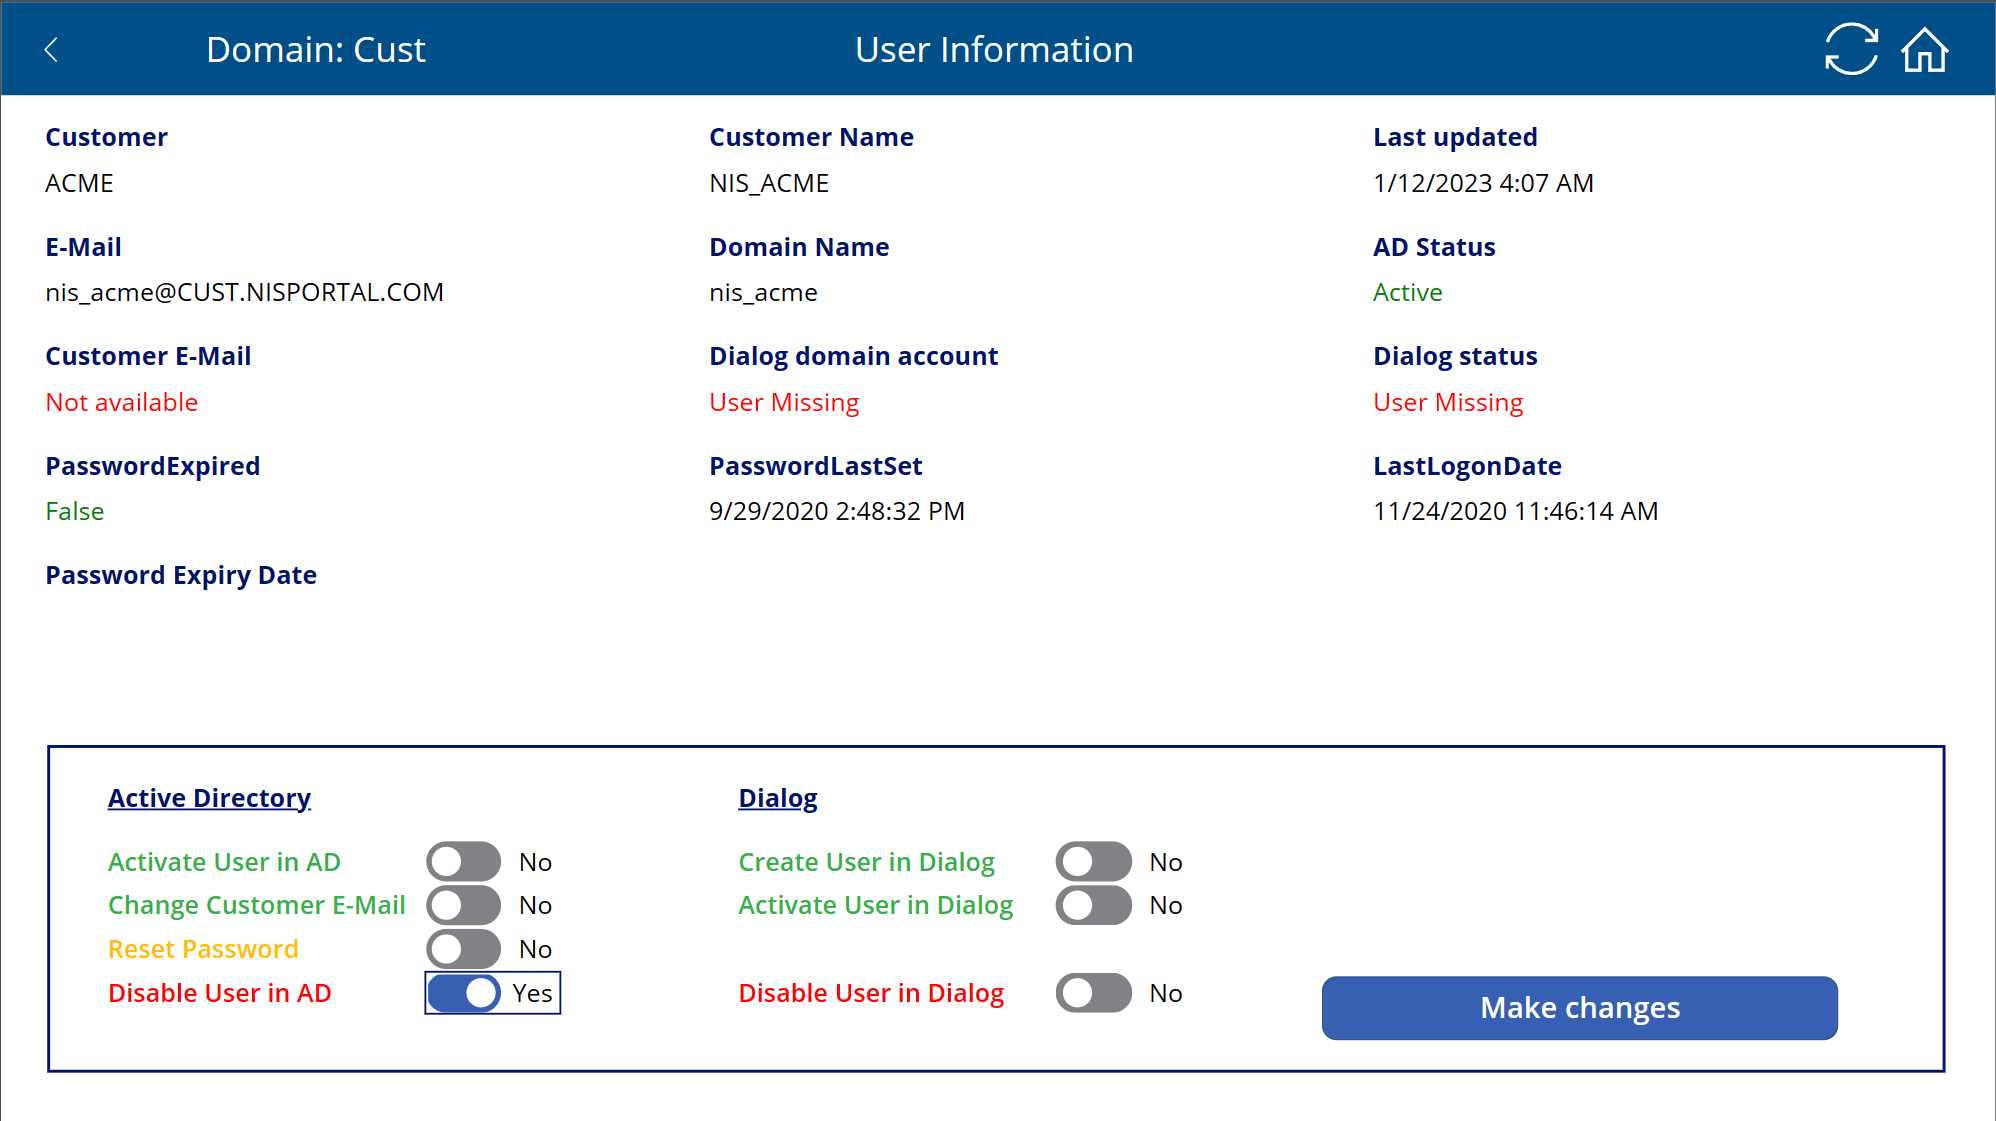 Domain: Cust
User Information
Customer
Customer Name
Last updated
ACME
NIS_ACME
1/12/2023 4:07 AM
E-Mail
Domain Name
AD Status
nis_acme@CUST.NISPORTAL.COM
nis_acme
Active
Customer E-Mail
Dialog domain account
Dialog status
Not available
User Missing
User Missing
PasswordExpired
PasswordLastSet
LastLogonDate
False
9/29/2020 2:48:32 PM
11/24/2020 11:46:14 AM
Password Expiry Date
Active Directory
Dialog
Activate User in AD
No
Create User in Dialog
No
Change Customer E-Mail
No
Activate User in Dialog
No
Reset Password
No
Disable User in AD
Yes
Disable User in Dialog
No
Make changes